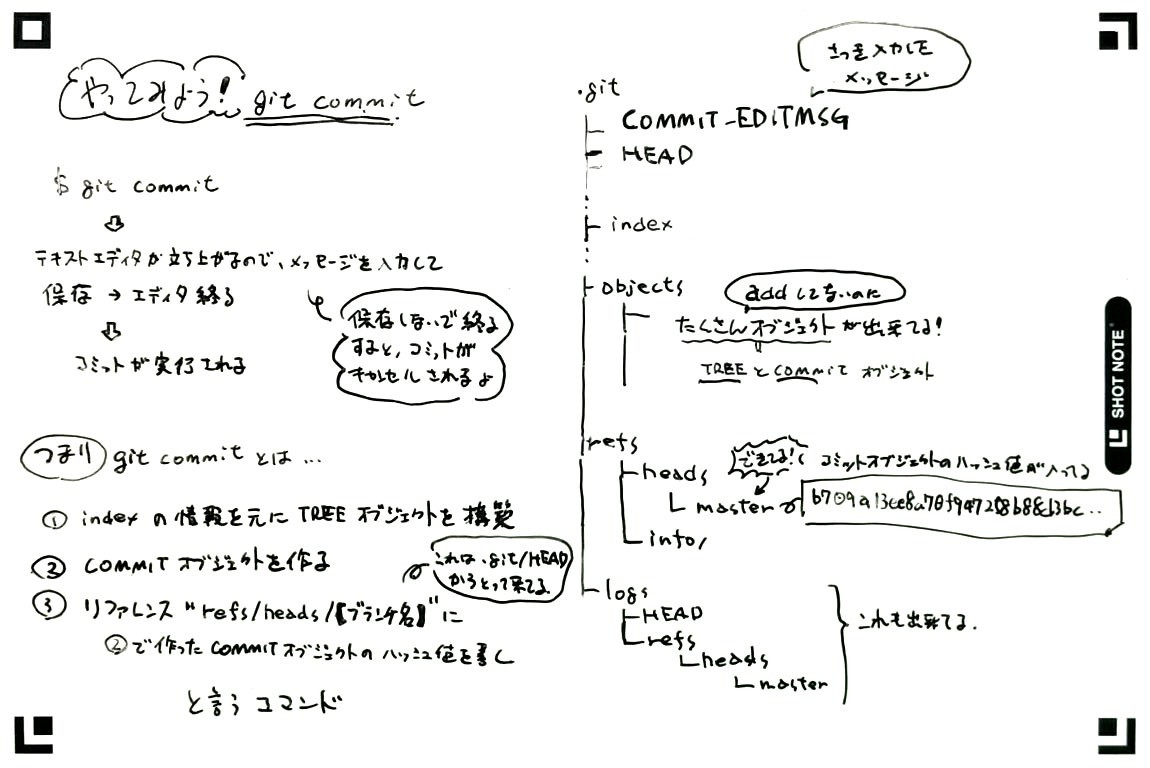 やってみよう! git commit
$ git commit
テキストエディタが立ち上がるので、メッセージを入力して
保存 → エディタ終る
保存しないで終る
すると、コミットが
キャンセルされるよ
コミットが実行される
つまり git commit とは ...
① index の情報を元に TREE オブジェクトを構築
② COMMIT オブジェクトを作る
これは .git/HEAD
からとって来てる
③ リファレンス "refs/heads/【ブランチ名】" に
②で作った COMMIT オブジェクトの ハッシュ値を書く
と言う コマンド
さっき入力した
メッセージ
.git
COMMIT_EDITMSG
HEAD
index
objects
add してないのに
たくさんオブジェクトが出来てる!
TREE と COMMIT オブジェクト
refs
heads
できてる!
コミットオブジェクトのハッシュ値が入ってる
master
info/
logs
HEAD
refs
heads
master
これも出来てる.
SHOT NOTE